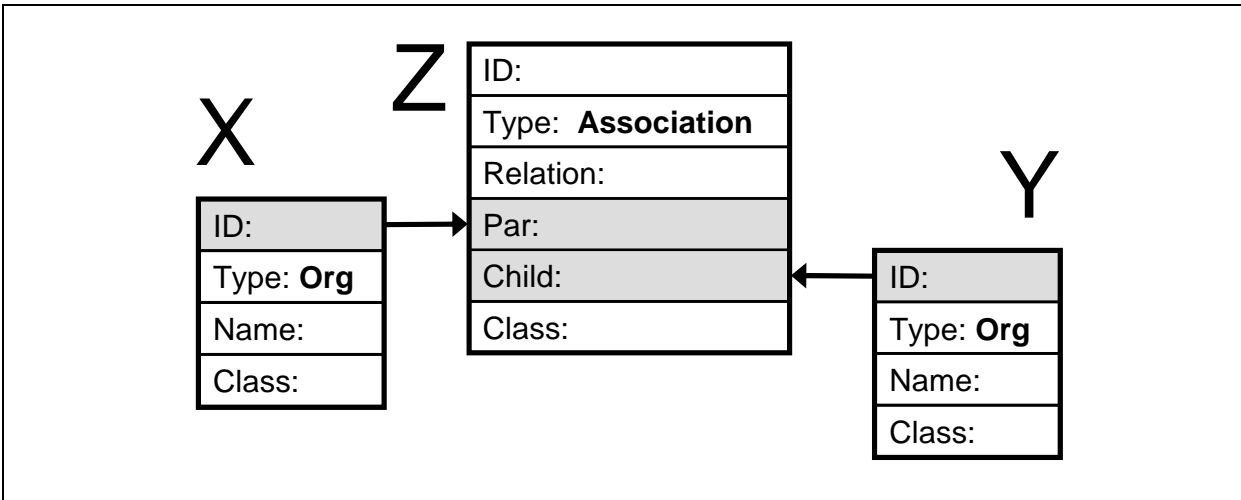 X
ID:
Type: Org
Name:
Class:
Z
ID:
Type: Association
Relation:
Par:
Child:
Class:
Y
ID:
Type: Org
Name:
Class: